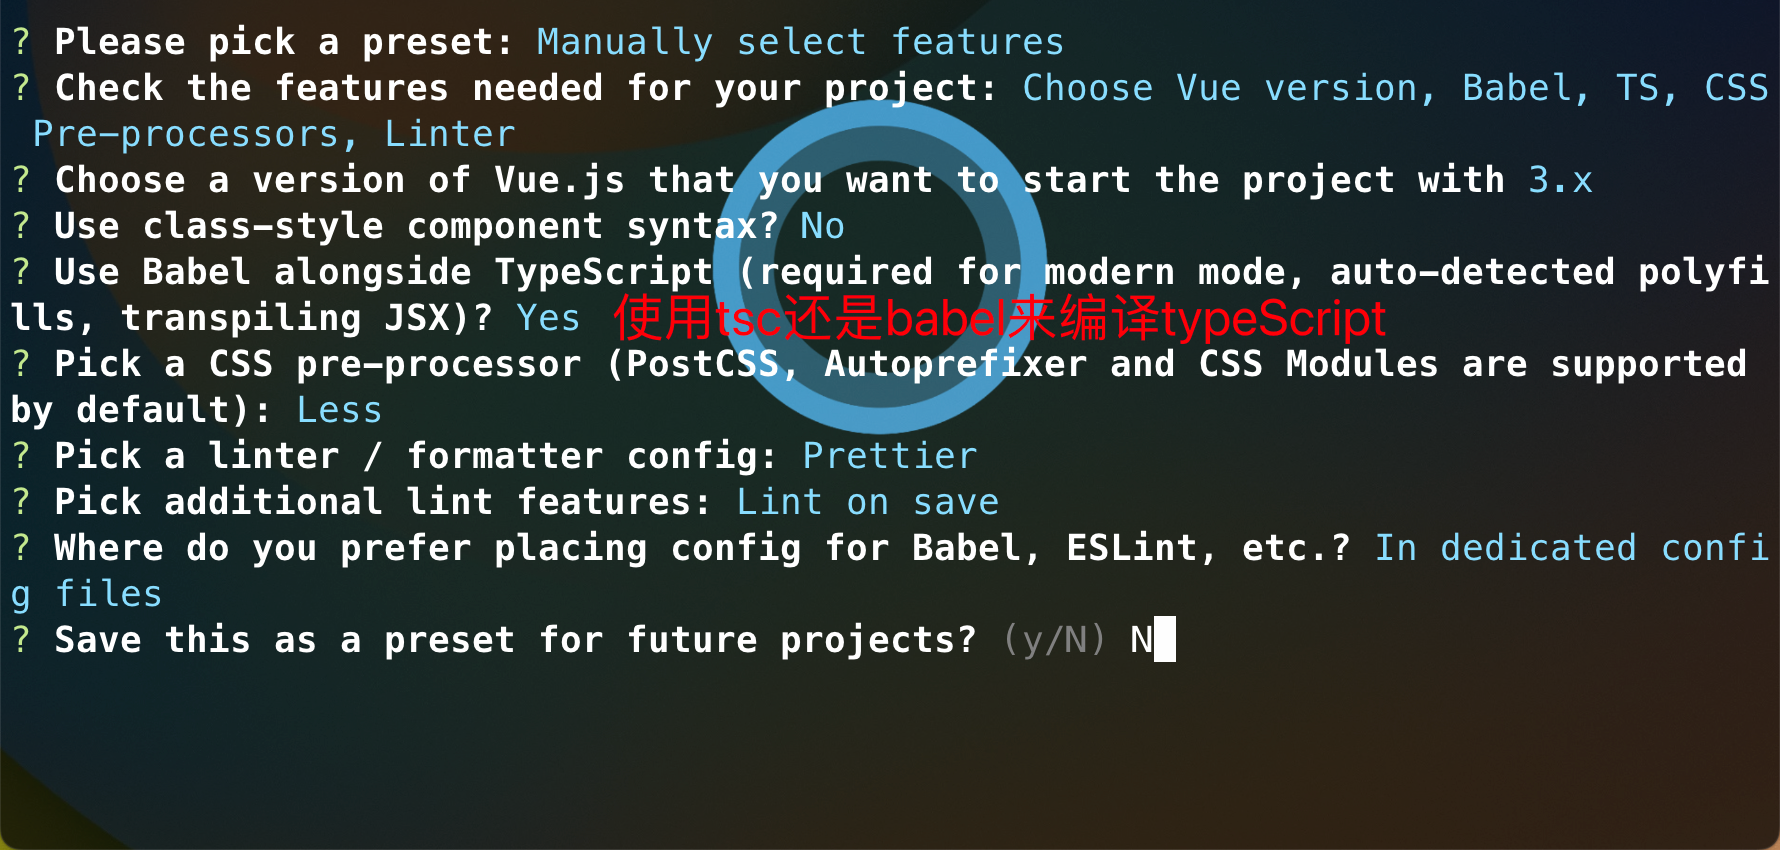 ? Please pick a preset: Manually select features
? Check the features needed for your project: Choose Vue version, Babel, TS, CSS
Pre-processors, Linter
? Choose a version of Vue.js that you want to start the project with 3.x
? Use class-style component syntax? No
? Use Babel alongside TypeScript (required for modern mode, auto-detected polyfi
lls, transpiling JSX)? Yes 使用tsc还是babel来编译typeScript
? Pick a CSS pre-processor (PostCSS, Autoprefixer and CSS Modules are supported
by default): Less
? Pick a linter / formatter config: Prettier
? Pick additional lint features: Lint on save
? Where do you prefer placing config for Babel, ESLint, etc.? In dedicated confi
g files
? Save this as a preset for future projects? (y/N) N